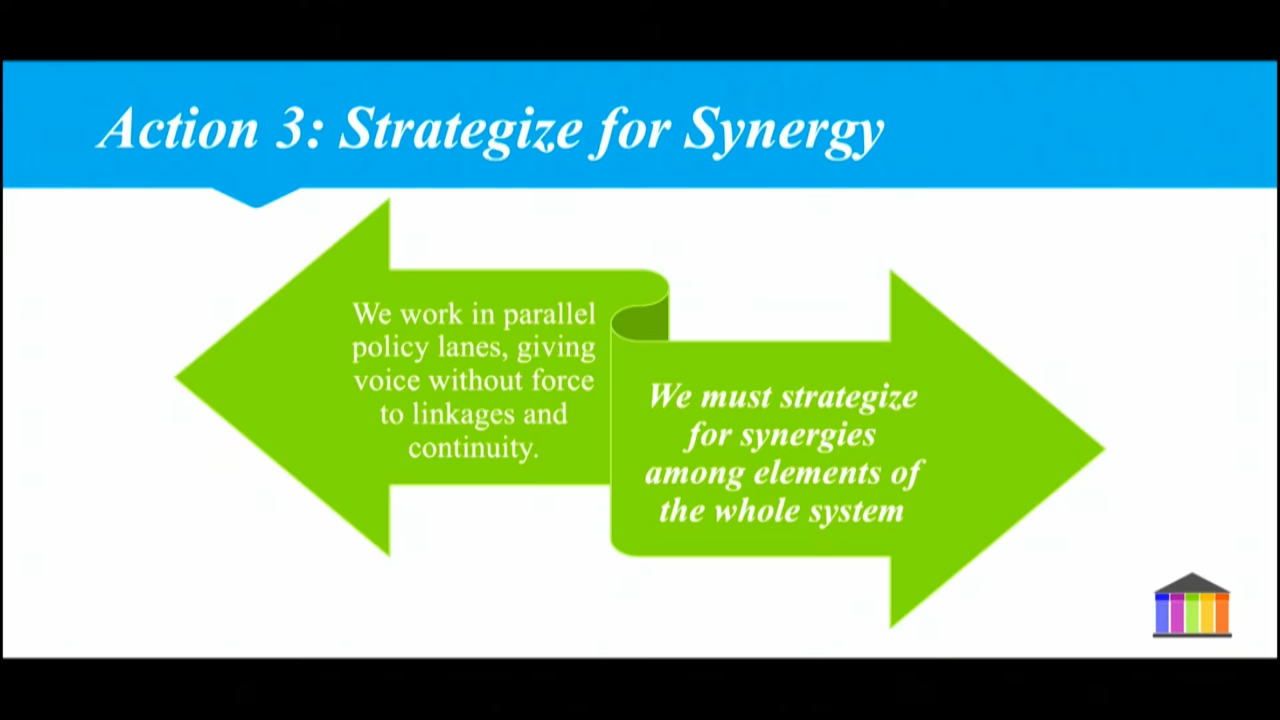 Action 3: Strategize for Synergy
We work in parallel
policy lanes, giving
voice without force
to linkages and
continuity.
We must strategize
for synergies
among elements of
the whole system